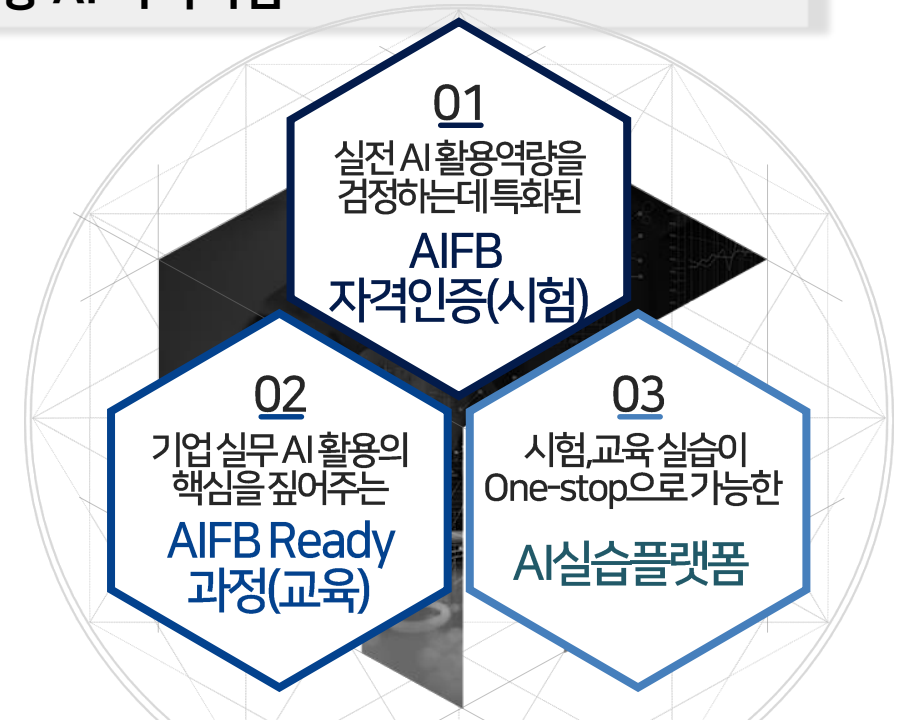 01
실전 AI 활용역량을
검정하는데 특화된
AIFB
자격인증(시험)
02
기업 실무 AI 활용의
핵심을 짚어주는
AIFB Ready
과정(교육)
03
시험,교육 실습이
One-stop으로 가능한
AI실습플랫폼